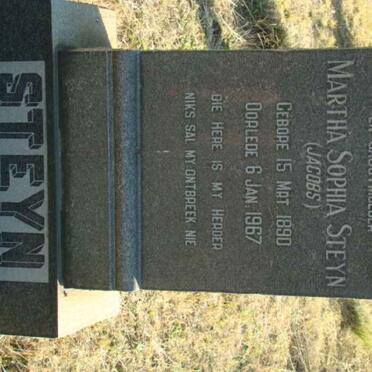 MARTHA SOPHIA STEYN
(JACOBS)
GEBORE 15 MRT 1890
OORLEDE 6 JAN. 1967
DIE HERE IS MY HERDER
NIKS SAL MY ONTBREEK NIE
STEYN